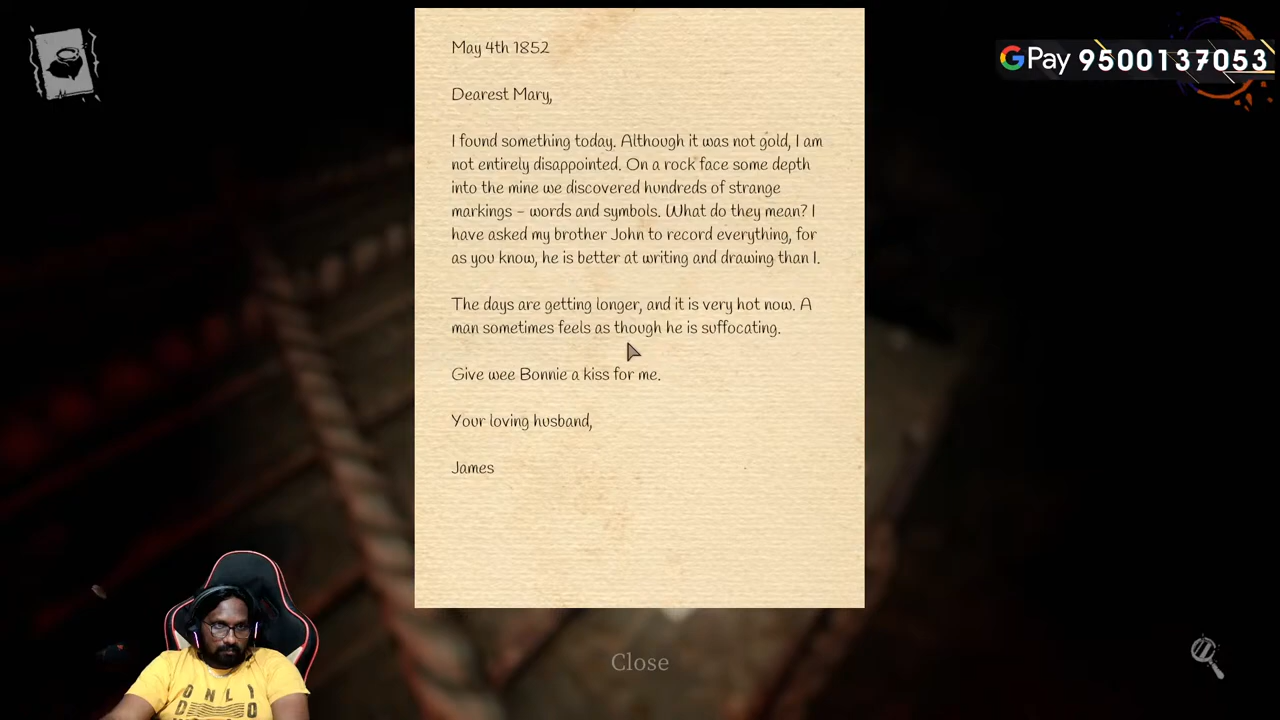 May 4th 1852
GPay 9500137053
Dearest Mary,
I found something today. Although it was not gold, I am
not entirely disappointed. On a rock face some depth
into the mine we discovered hundreds of strange
markings - words and symbols. What do they mean? I
have asked my brother John to record everything, for
as you know, he is better at writing and drawing than I.
The days are getting longer, and it is very hot now. A
man sometimes feels as though he is suffocating.
Give wee Bonnie a kiss for me.
Your loving husband,
James
Close
ONLY